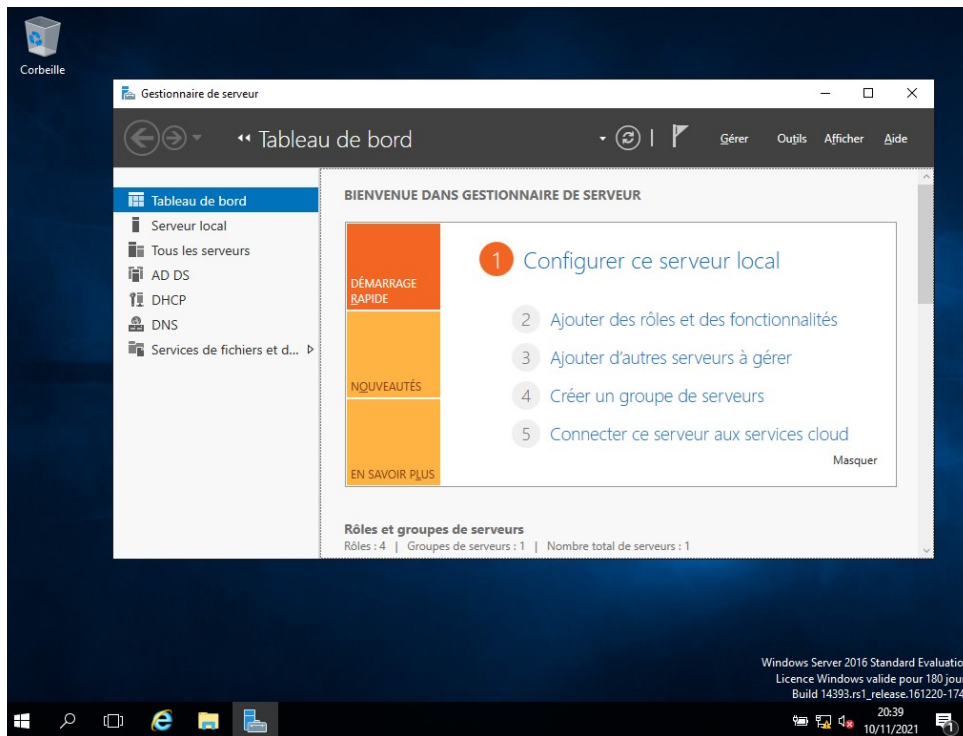 Corbeille
Gestionnaire de serveur
Tableau de bord
Gérer Outils Afficher Aide
Tableau de bord
Serveur local
Tous les serveurs
AD DS
DHCP
DNS
Services de fichiers et d...
BIENVENUE DANS GESTIONNAIRE DE SERVEUR
DÉMARRAGE
RAPIDE
NOUVEAUTÉS
EN SAVOIR PLUS
1 Configurer ce serveur local
2 Ajouter des rôles et des fonctionnalités
3 Ajouter d'autres serveurs à gérer
4 Créer un groupe de serveurs
5 Connecter ce serveur aux services cloud
Masquer
Rôles et groupes de serveurs
Rôles : 4 | Groupes de serveurs : 1 | Nombre total de serveurs : 1
Windows Server 2016 Standard Evaluatio
Licence Windows valide pour 180 jour
Build 14393.rs1_release.161220-174
20:39
10/11/2021
1